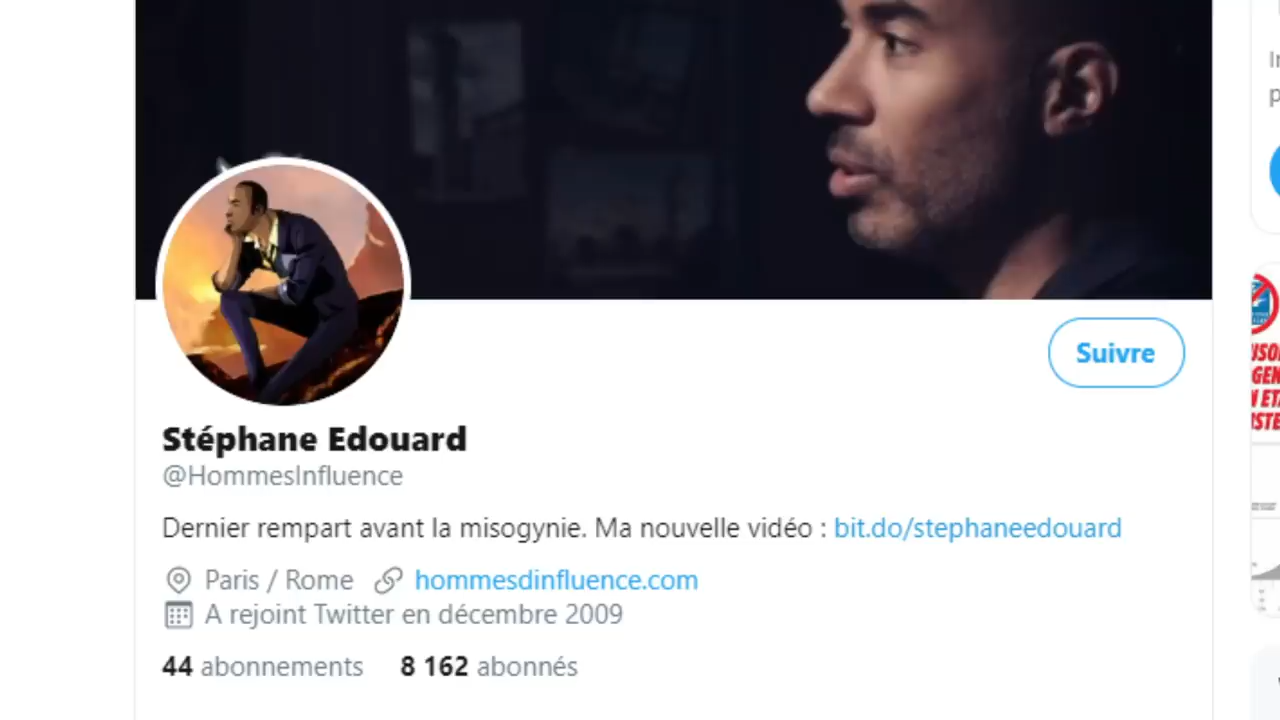 Suivre
Stéphane Edouard
@HommesInfluence
Dernier rempart avant la misogynie. Ma nouvelle vidéo : bit.do/stephaneedouard
Paris / Rome hommesdinfluence.com
A rejoint Twitter en décembre 2009
44 abonnements 8 162 abonnés